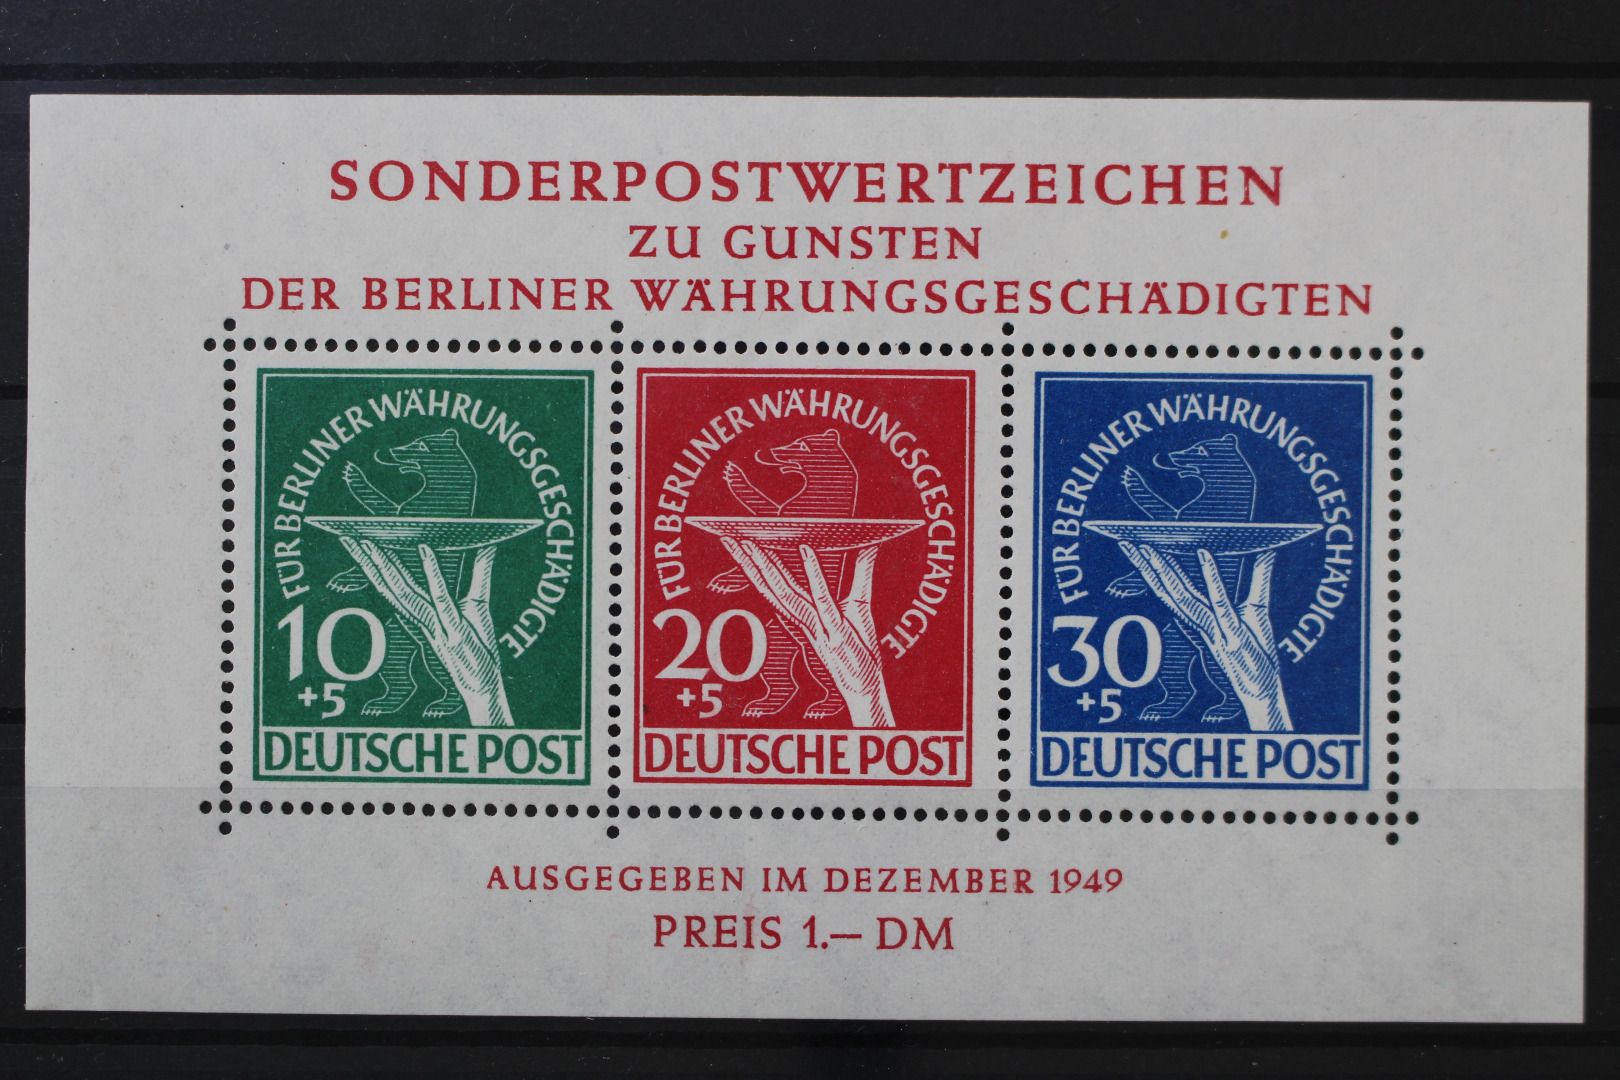 SONDERPOSTWERTZEICHEN
ZU GUNSTEN
DER BERLINER WÄHRUNGSGESCHÄDIGTEN
FÜR BERLINER WÄHRUNGSGESCHÄDIGTE
10
+5
DEUTSCHE POST
FÜR BERLINER WÄHRUNGSGESCHÄDIGTE
20
+5
DEUTSCHE POST
FÜR BERLINER WÄHRUNGSGESCHÄDIGTE
30
+5
DEUTSCHE POST
AUSGEGEBEN IM DEZEMBER 1949
PREIS 1.— DM